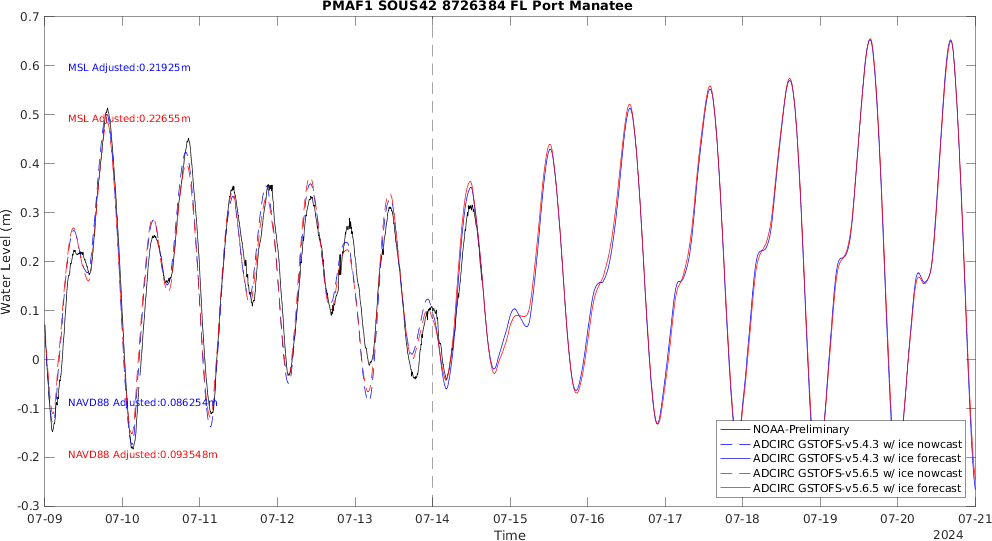 PMAF1 SOUS42 8726384 FL Port Manatee
0.7
0.6
0.5
0.4
0.3
0.2
0.1
0
-0.1
-0.2
-0.3
Water Level (m)
MSL Adjusted:0.21925m
MSL Adjusted:0.22655m
NAVD88 Adjusted:0.086254m
NAVD88 Adjusted:0.093548m
NOAA-Preliminary
ADCIRC GSTOFS-v5.4.3 w/ ice nowcast
ADCIRC GSTOFS-v5.4.3 w/ ice forecast
ADCIRC GSTOFS-v5.6.5 w/ ice nowcast
ADCIRC GSTOFS-v5.6.5 w/ ice forecast
07-09 07-10 07-11 07-12 07-13 07-14 07-15 07-16 07-17 07-18 07-19 07-20 07-21
Time
2024